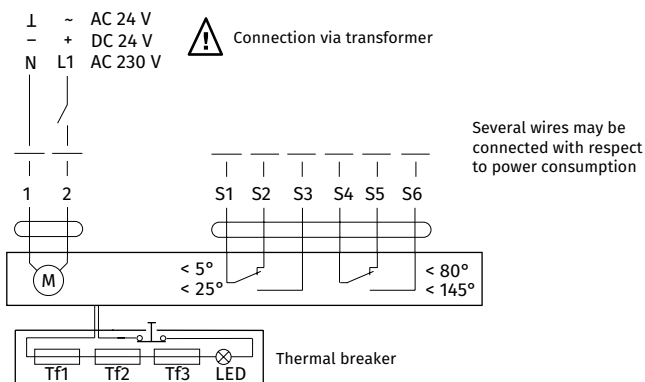 ⊥ ~ AC 24 V
− + DC 24 V
N L1 AC 230 V
Connection via transformer
Several wires may be
connected with respect
to power consumption
1 2 S1 S2 S3 S4 S5 S6
M
< 5°
< 25°
< 80°
< 145°
Tf1 Tf2 Tf3 LED
Thermal breaker